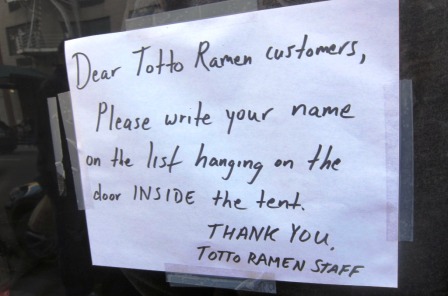 Dear Totto Ramen customers,
Please write your name
on the list hanging on the
door INSIDE the tent.
THANK YOU,
TOTTO RAMEN STAFF